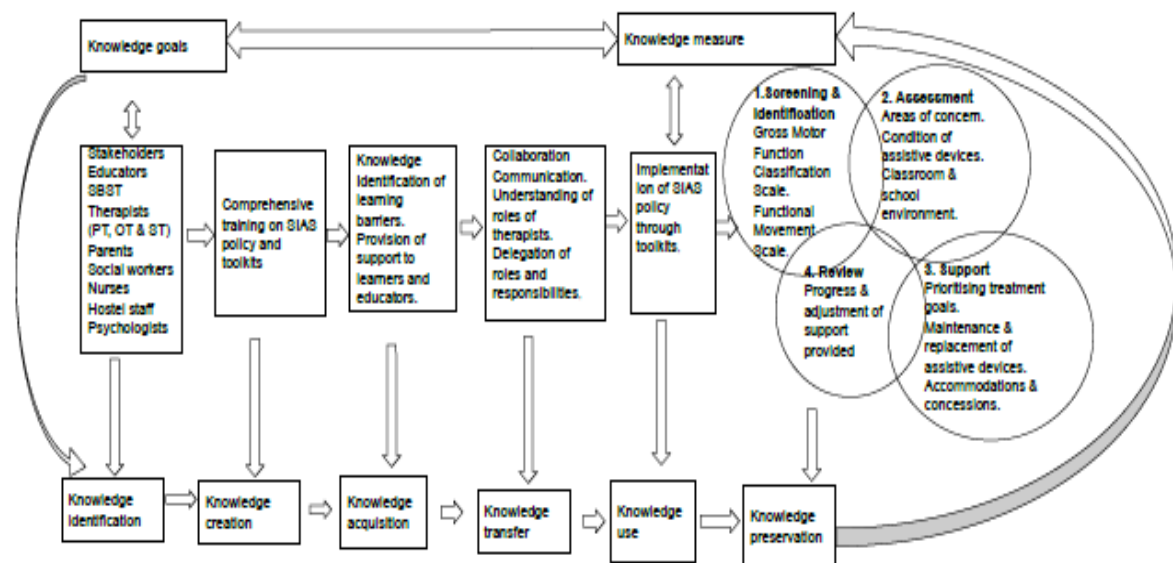 Knowledge goals
Knowledge measure
Stakeholders
Educators
SBST
Therapists
(PT, OT & ST)
Parents
Social workers
Nurses
Hostel staff
Psychologists
Comprehensive
training on SIAS
policy and
toolkits
Knowledge
Identification of
learning
barriers.
Provision of
support to
learners and
educators.
Collaboration
Communication.
Understanding of
roles of
therapists.
Delegation of
roles and
responsibilities.
Implementat
ion of SIAS
policy
through
toolkits.
1.Screening &
Identification
Gross Motor
Function
Classification
Scale.
Functional
Movement
Scale.
2. Assessment
Areas of concern.
Condition of
assistive devices.
Classroom &
school
environment.
4. Review
Progress &
adjustment of
support
provided
3. Support
Prioritising treatment
goals.
Maintenance &
replacement of
assistive devices.
Accommodations &
concessions.
Knowledge
identification
Knowledge
creation
Knowledge
acquisition
Knowledge
transfer
Knowledge
use
Knowledge
preservation